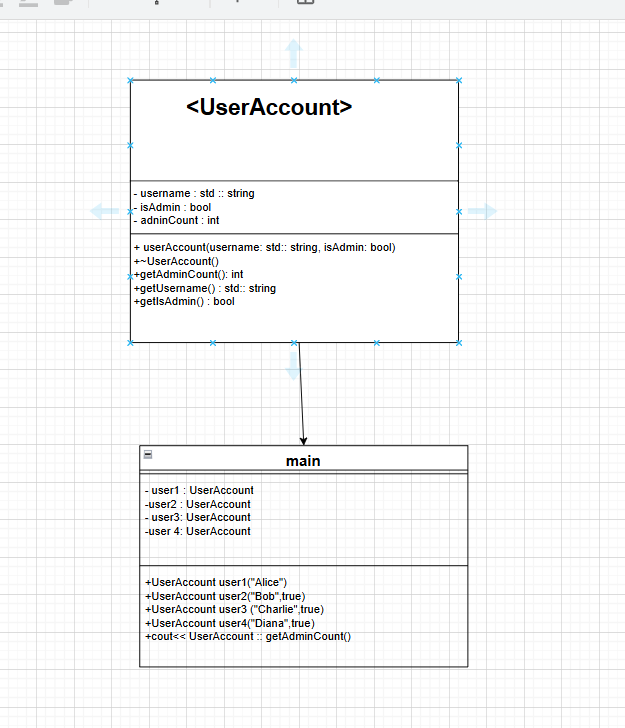 <UserAccount>
- username : std :: string
- isAdmin : bool
- adninCount : int
+ userAccount(username: std:: string, isAdmin: bool)
+~UserAccount()
+getAdminCount(): int
+getUsername() : std:: string
+getIsAdmin() : bool
main
- user1 : UserAccount
-user2 : UserAccount
- user3: UserAccount
-user 4: UserAccount
+UserAccount user1("Alice")
+UserAccount user2("Bob",true)
+UserAccount user3 ("Charlie",true)
+UserAccount user4("Diana",true)
+cout<< UserAccount :: getAdminCount()